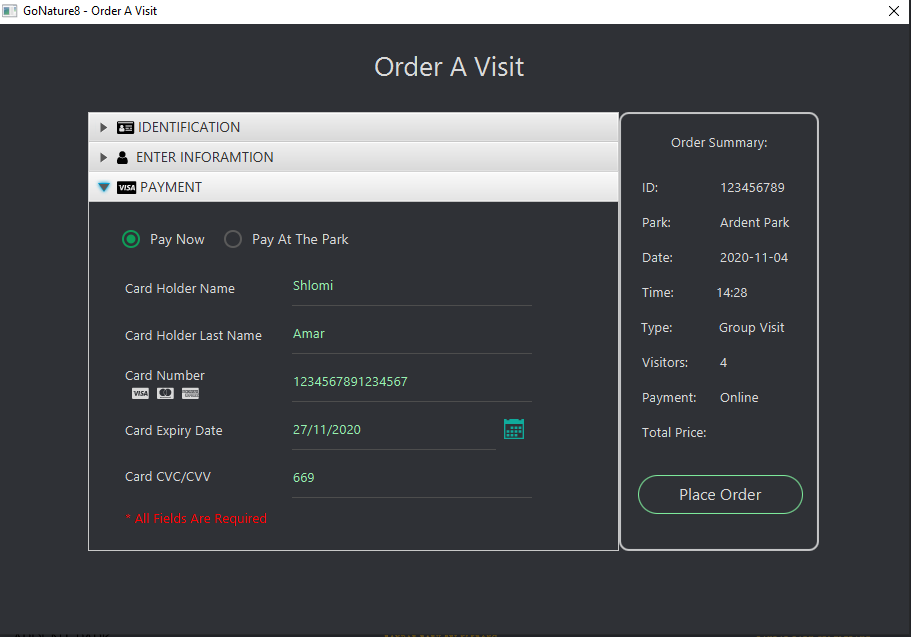 GoNature8 - Order A Visit
Order A Visit
IDENTIFICATION
ENTER INFORAMTION
VISA PAYMENT
Pay Now Pay At The Park
Card Holder Name Shlomi
Card Holder Last Name Amar
Card Number 1234567891234567
VISA
Card Expiry Date 27/11/2020
Card CVC/CVV 669
* All Fields Are Required
Order Summary:
ID: 123456789
Park: Ardent Park
Date: 2020-11-04
Time: 14:28
Type: Group Visit
Visitors: 4
Payment: Online
Total Price:
Place Order